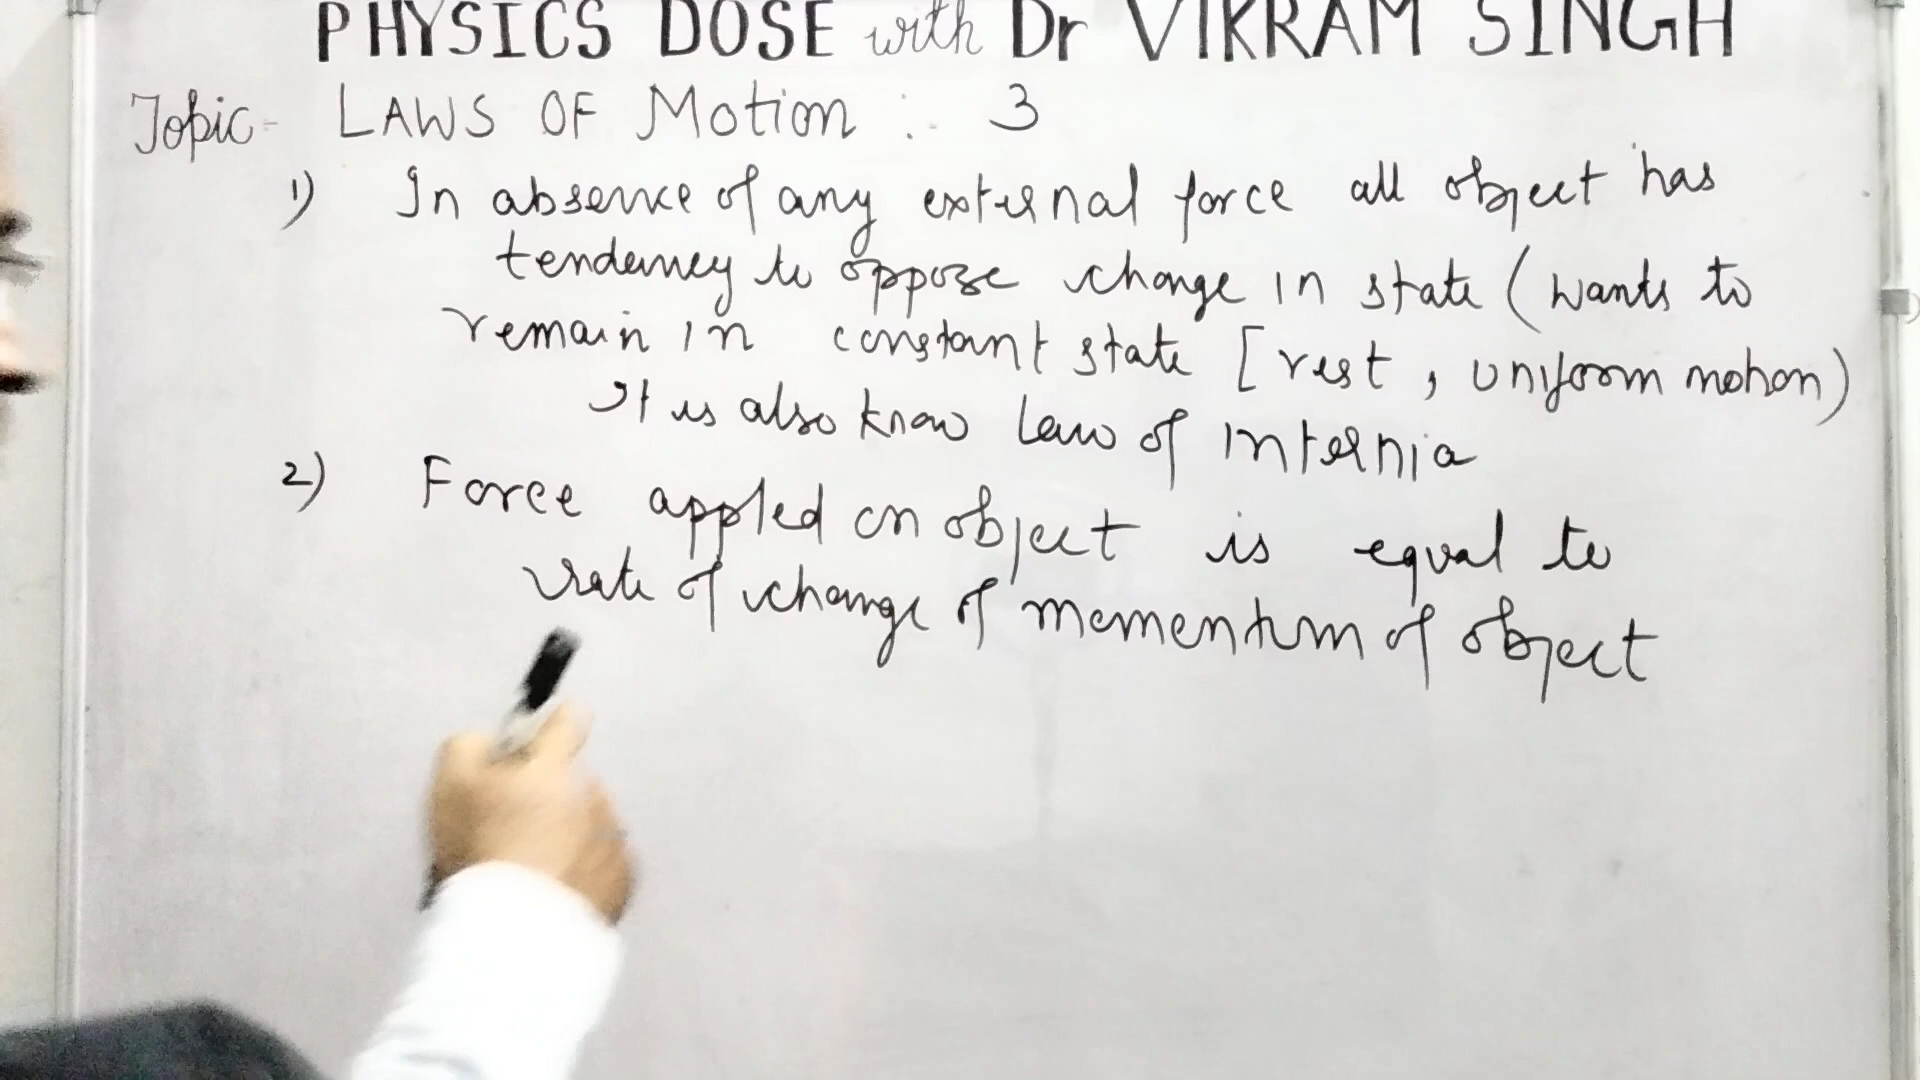 PHYSICS DOSE with Dr VIKRAM SINGH
Topic - LAWS OF Motion : 3
1) In absence of any external force all object has
tendency to oppose change in state (wants to
remain in constant state [rest, uniform motion)
It is also know law of internia
2) Force appled on object is equal to
rate of change of momentum of object